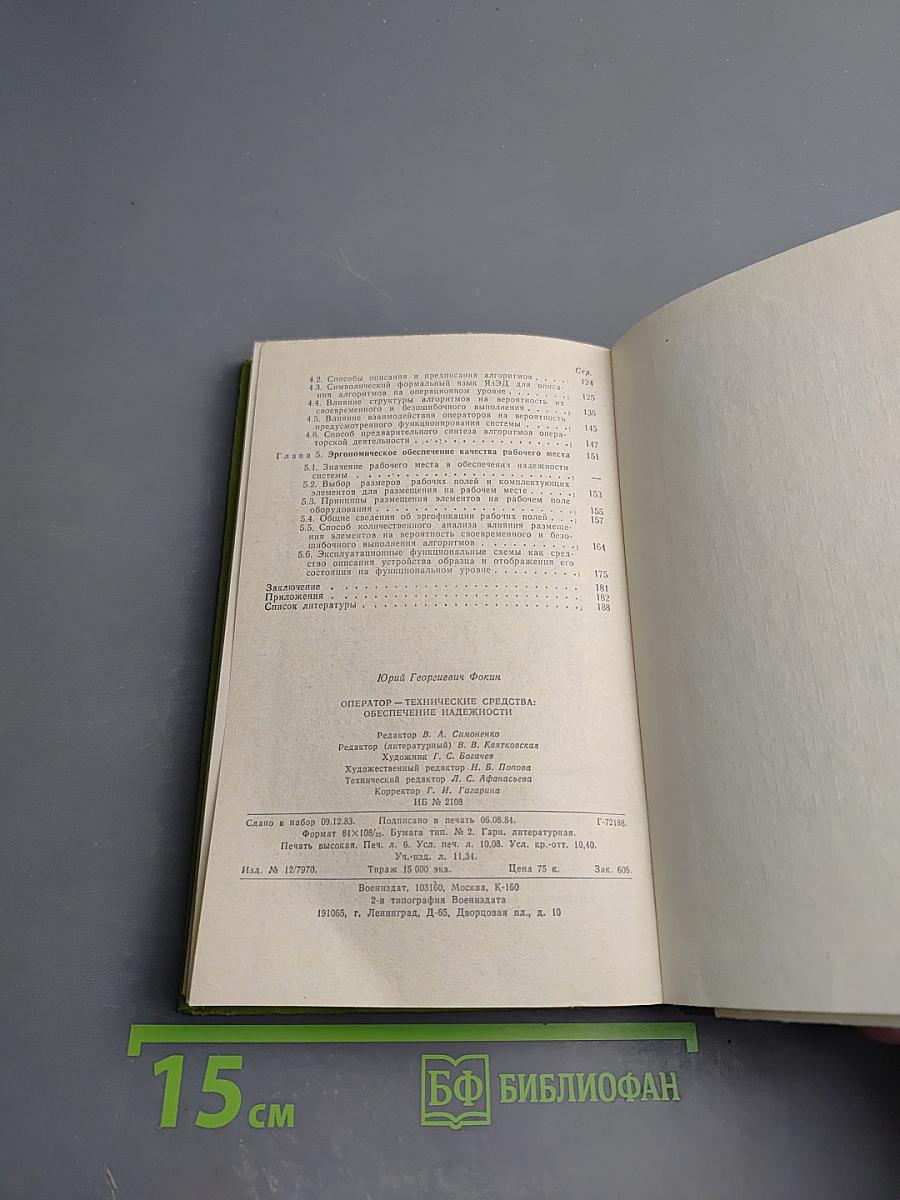 Стр.
4.2. Способы описания и предписания алгоритмов . . . . 124
4.3. Символический формальный язык ЯзЭД для описа-
ния алгоритмов на операционном уровне . . . . . . . 125
4.4. Влияние структуры алгоритмов на вероятность их
своевременного и безошибочного выполнения . . . . . 136
4.5. Влияние взаимодействия операторов на вероятность
предусмотренного функционирования системы . . . . . 145
4.6. Способ предварительного синтеза алгоритмов опера-
торской деятельности . . . . . . . . . . . . . . . . 147
Глава 5. Эргономическое обеспечение качества рабочего места 151
5.1. Значение рабочего места в обеспечении надежности
системы . . . . . . . . . . . . . . . . . . . . . . —
5.2. Выбор размеров рабочих полей и комплектующих
элементов для размещения на рабочем месте . . . . . 153
5.3. Принципы размещения элементов на рабочем поле
оборудования . . . . . . . . . . . . . . . . . . . . 155
5.4. Общие сведения об эргофикации рабочих полей . . . 157
5.5. Способ количественного анализа влияния размеще-
ния элементов на вероятность своевременного и безо-
шибочного выполнения алгоритмов . . . . . . . . . . 164
5.6. Эксплуатационные функциональные схемы как сред-
ство описания устройства образца и отображения его
состояния на функциональном уровне . . . . . . . . . 175
Заключение . . . . . . . . . . . . . . . . . . . . . . 181
Приложения . . . . . . . . . . . . . . . . . . . . . . 182
Список литературы . . . . . . . . . . . . . . . . . . . 188
Юрий Георгиевич Фокин
ОПЕРАТОР — ТЕХНИЧЕСКИЕ СРЕДСТВА:
ОБЕСПЕЧЕНИЕ НАДЕЖНОСТИ
Редактор В. А. Симоненко
Редактор (литературный) В. В. Квятковская
Художник Г. С. Богачев
Художественный редактор Н. Б. Попова
Технический редактор Л. С. Афанасьева
Корректор Г. И. Гагарина
ИБ № 2108
Сдано в набор 09.12.83. Подписано в печать 06.08.84. Г-72188.
Формат 84×108/32. Бумага тип. № 2. Гарн. литературная.
Печать высокая. Печ. л. 6. Усл. печ. л. 10,08. Усл. кр.-отт. 10,40.
Уч.-изд. л. 11,34.
Изд. № 12/7970. Тираж 15 000 экз. Цена 75 к. Зак. 605.
Воениздат, 103160, Москва, К-160
2-я типография Воениздата
191065, г. Ленинград, Д-65, Дворцовая пл., д. 10
15 см
БФ БИБЛИОФАН